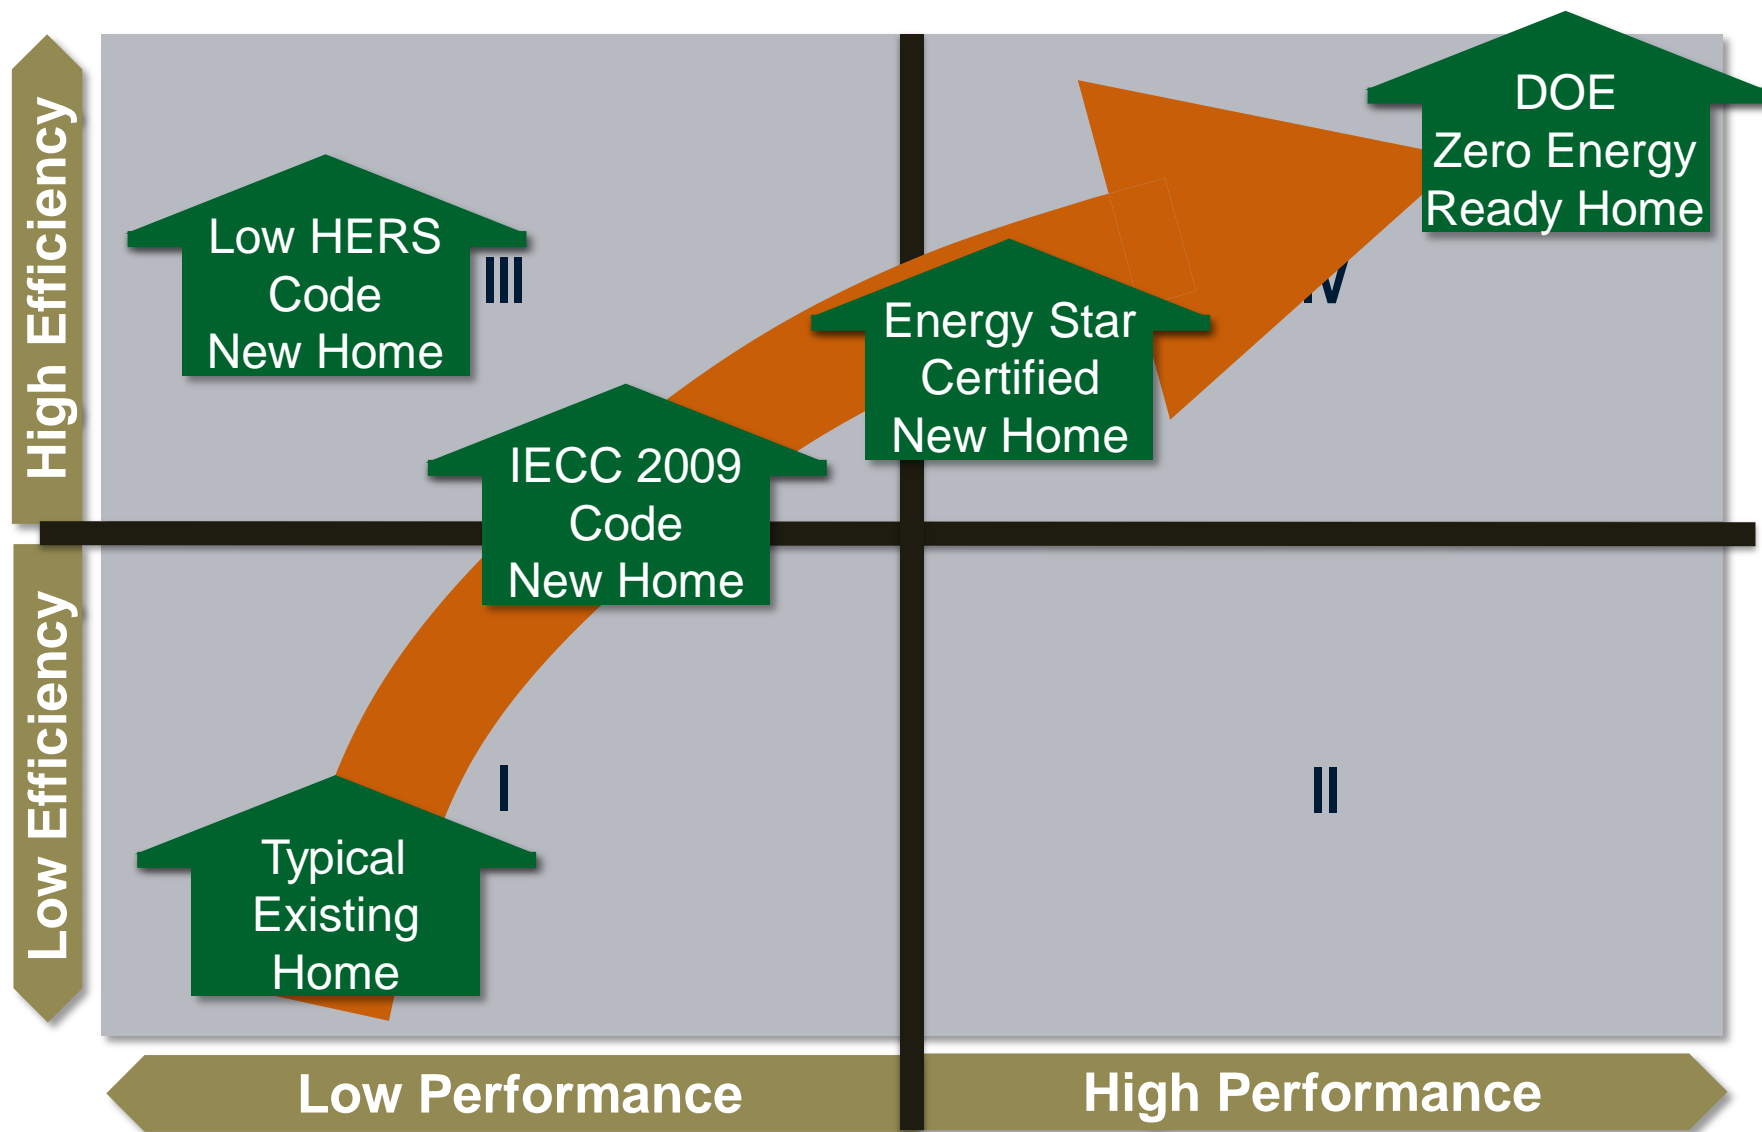 High Efficiency
Low Efficiency
DOE
Zero Energy
Ready Home
Low HERS
Code
New Home
III
IV
Energy Star
Certified
New Home
IECC 2009
Code
New Home
I
II
Typical
Existing
Home
Low Performance
High Performance